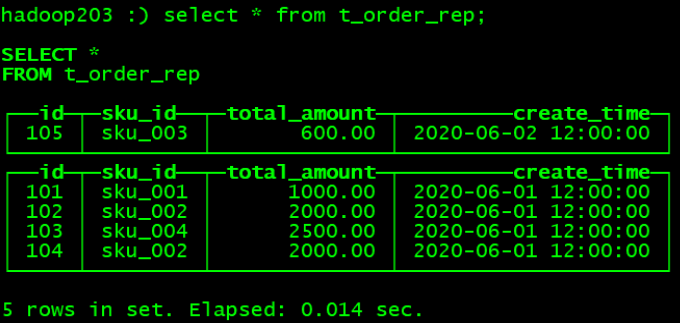 hadoop203 :) select * from t_order_rep;
SELECT *
FROM t_order_rep
id sku_id total_amount create_time
105 sku_003 600.00 2020-06-02 12:00:00
id sku_id total_amount create_time
101 sku_001 1000.00 2020-06-01 12:00:00
102 sku_002 2000.00 2020-06-01 12:00:00
103 sku_004 2500.00 2020-06-01 12:00:00
104 sku_002 2000.00 2020-06-01 12:00:00
5 rows in set. Elapsed: 0.014 sec.